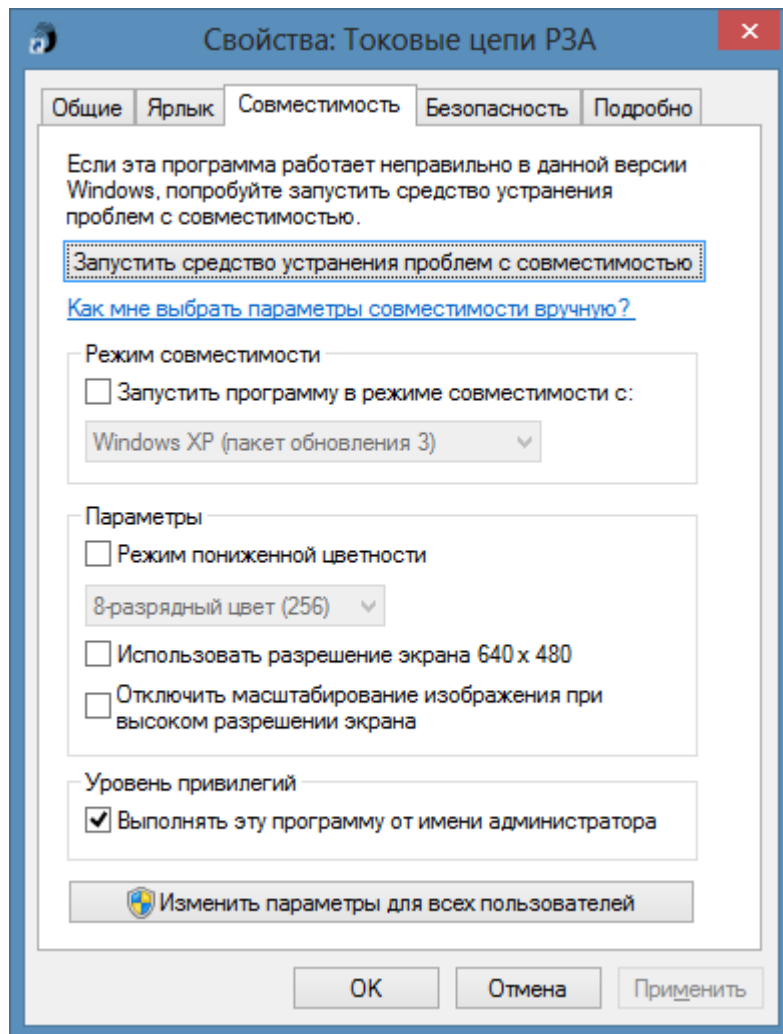 Свойства: Токовые цепи РЗА
Общие Ярлык Совместимость Безопасность Подробно
Если эта программа работает неправильно в данной версии
Windows, попробуйте запустить средство устранения
проблем с совместимостью.
Запустить средство устранения проблем с совместимостью
Как мне выбрать параметры совместимости вручную?
Режим совместимости
Запустить программу в режиме совместимости с:
Windows XP (пакет обновления 3)
Параметры
Режим пониженной цветности
8-разрядный цвет (256)
Использовать разрешение экрана 640 x 480
Отключить масштабирование изображения при
высоком разрешении экрана
Уровень привилегий
Выполнять эту программу от имени администратора
Изменить параметры для всех пользователей
OK Отмена Применить